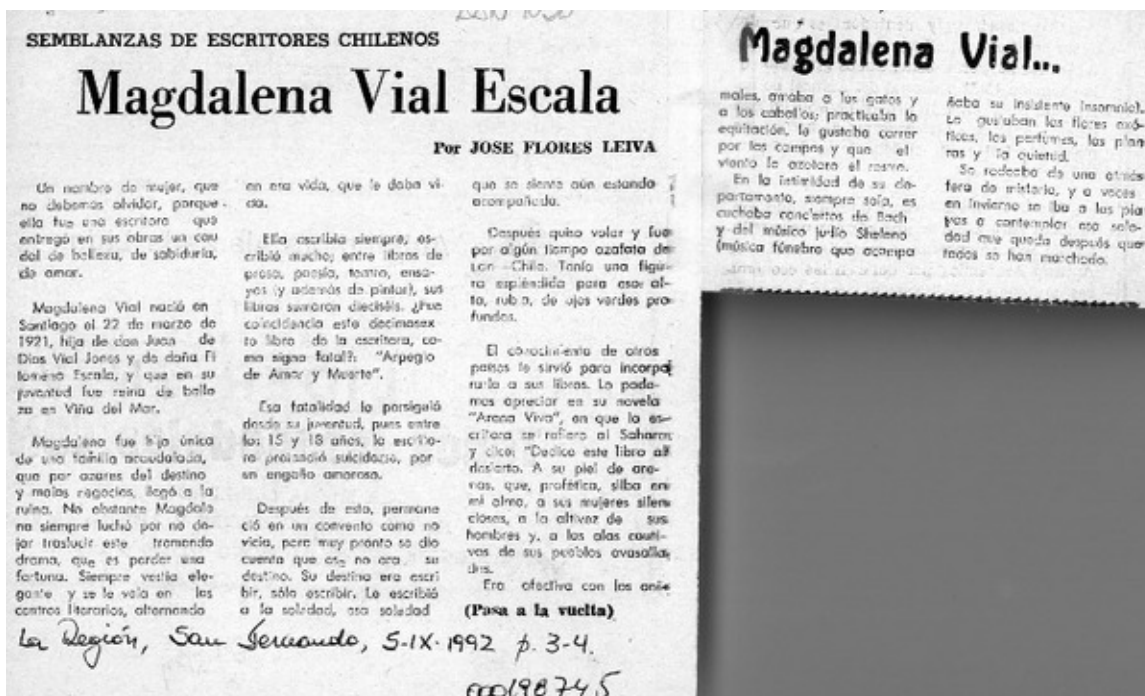 SEMBLANZAS DE ESCRITORES CHILENOS
Magdalena Vial Escala
Por JOSE FLORES LEIVA
Un nombre de mujer, que
no debemos olvidar, porque
ella fue una escritora que
entregó en sus obras un cau
dal de belleza, de sabiduría,
de amor.
Magdalena Vial nació en
Santiago el 22 de marzo de
1921, hija de don Juan de
Dios Vial Jones y de doña Fi
lomena Escala, y que en su
juventud fue reina de belle
za en Viña del Mar.
Magdalena fue hija única
de una familia acaudalada,
que por azares del destino
y malos negocios, llegó a la
ruina. No obstante Magdale
na siempre luchó por no de-
jar traslucir este tremendo
drama, que es perder una
fortuna. Siempre vestía ele-
gante y se le veía en los
centros literarios, alternando
en era vida, que le daba vi-
da.
Ella escribía siempre, es-
cribió mucho; entre libros de
prosa, poesía, teatro, ensa-
yos (y además de pintar), sus
libros sumaron dieciséis. ¿Fue
coincidencia este decimosex
to libro de la escritora, co-
mo signo fatal?: "Arpegio
de Amor y Muerte".
Esa fatalidad la persiguió
desde su juventud, pues entre
los 15 y 18 años, la escrito-
ra presenció suicidarse, por
un engaño amoroso.
Después de esto, permane
ció en un convento como no
vicia, pero muy pronto se dio
cuenta que ese no era su
destino. Su destino era escri
bir, sólo escribir. Le escribió
a la soledad, esa soledad
que se siente aún estando
acompañada.
Después quiso volar y fue
por algún tiempo azafata de
Lan-Chile. Tenía una figu-
ra espléndida para eso: al-
ta, rubia, de ojos verdes pro-
fundos.
El conocimiento de otros
países le sirvió para incorpo
rarla a sus libros. Lo pode-
mos apreciar en su novela
"Arena Viva", en que la es-
critora se refiere al Sahara
y dice: "Dedico este libro al
desierto. A su piel de are-
nas, que, profética, silba en
mi alma, a sus mujeres silen
ciosas, a la altivez de sus
hombres y, a las alas cauti-
vas de sus pueblos avasalla
dos.
Era afectiva con los ani-
(Pasa a la vuelta)
Magdalena Vial...
males, amaba a los gatos y
a los caballos; practicaba la
equitación, le gustaba correr
por los campos y que el
viento le azotara el rostro.
En la intimidad de su de-
partamento, siempre sola, es
cuchaba conciertos de Bach
y del músico Julio Sheleno
(música fúnebre que acompa
ñaba su insistente insomnio).
Le gustaban las flores exó-
ticas, los perfumes, las plan
tas y la quietud.
Se rodeaba de una atmós
fera de misterio, y a veces
en invierno se iba a las pla
yas a contemplar esa sole-
dad que queda después que
todos se han marchado.
La Región, San Fernando, 5-IX-1992 p. 3-4.
000198745